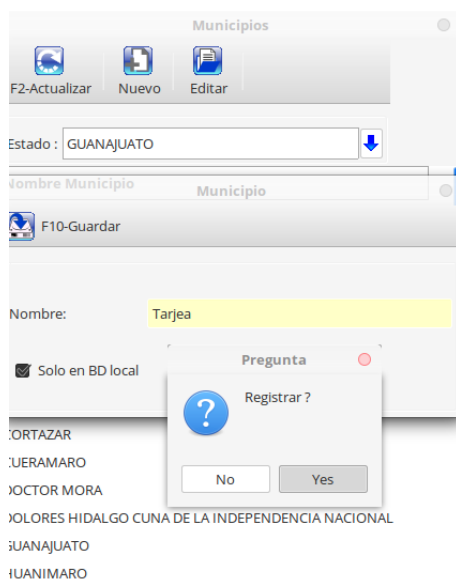 Municipios
F2-Actualizar Nuevo Editar
Estado : GUANAJUATO
Nombre Municipio
Municipio
F10-Guardar
Nombre: Tarjea
Solo en BD local
Pregunta
Registrar ?
No Yes
CORTAZAR
CUERAMARO
DOCTOR MORA
DOLORES HIDALGO CUNA DE LA INDEPENDENCIA NACIONAL
GUANAJUATO
HUANIMARO